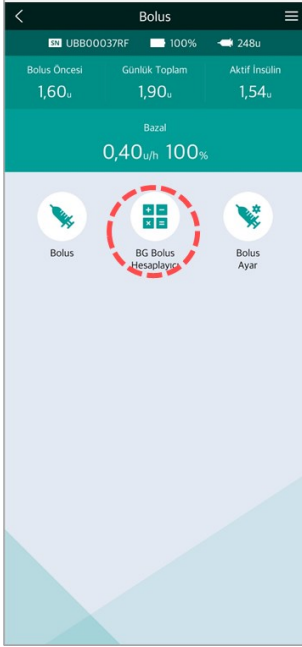 Bolus
SN UBB00037RF 100% 248u
Bolus Öncesi Günlük Toplam Aktif İnsülin
1,60u 1,90u 1,54u
Bazal
0,40u/h 100%
Bolus BG Bolus Hesaplayıcı Bolus Ayar